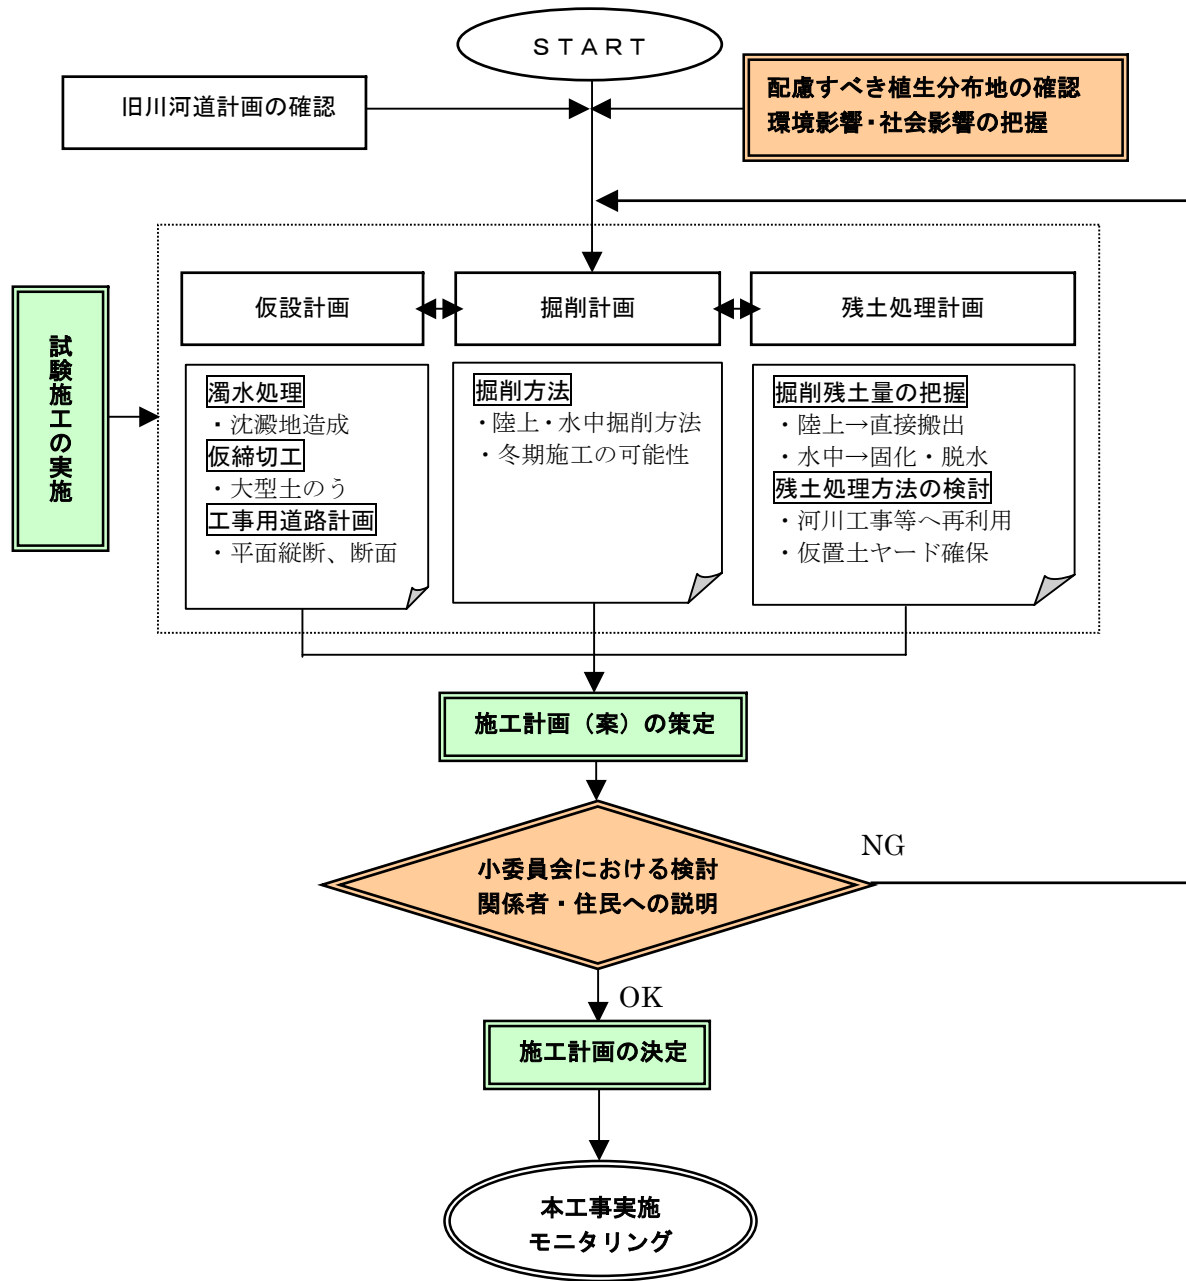 ＳＴＡＲＴ
旧川河道計画の確認
配慮すべき植生分布地の確認
環境影響・社会影響の把握
試験施工の実施
仮設計画
掘削計画
残土処理計画
濁水処理
・沈澱地造成
仮締切工
・大型土のう
工事用道路計画
・平面縦断、断面
掘削方法
・陸上・水中掘削方法
・冬期施工の可能性
掘削残土量の把握
・陸上→直接搬出
・水中→固化・脱水
残土処理方法の検討
・河川工事等へ再利用
・仮置土ヤード確保
施工計画（案）の策定
小委員会における検討
関係者・住民への説明
NG
OK
施工計画の決定
本工事実施
モニタリング